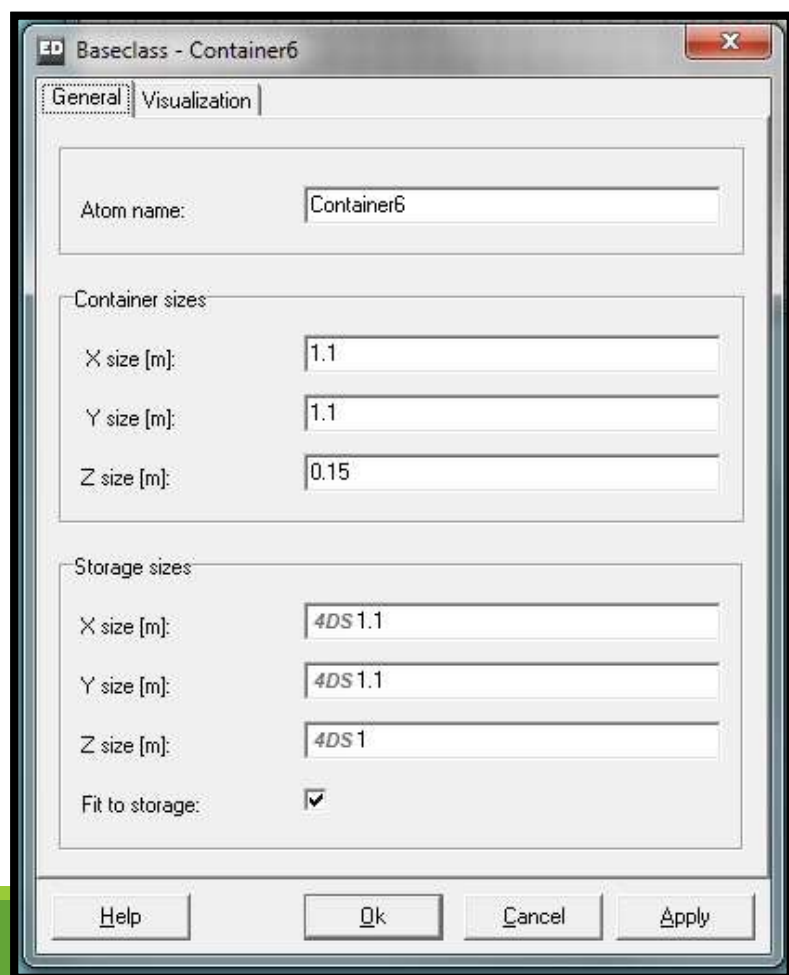 ED Baseclass - Container6
General Visualization
Atom name: Container6
Container sizes
X size [m]: 1.1
Y size [m]: 1.1
Z size [m]: 0.15
Storage sizes
X size [m]: 4DS 1.1
Y size [m]: 4DS 1.1
Z size [m]: 4DS 1
Fit to storage:
Help Ok Cancel Apply